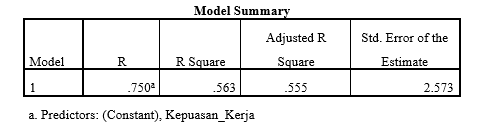 Model Summary
Model R R Square Adjusted R Square Std. Error of the Estimate
1 .750a .563 .555 2.573
a. Predictors: (Constant), Kepuasan_Kerja